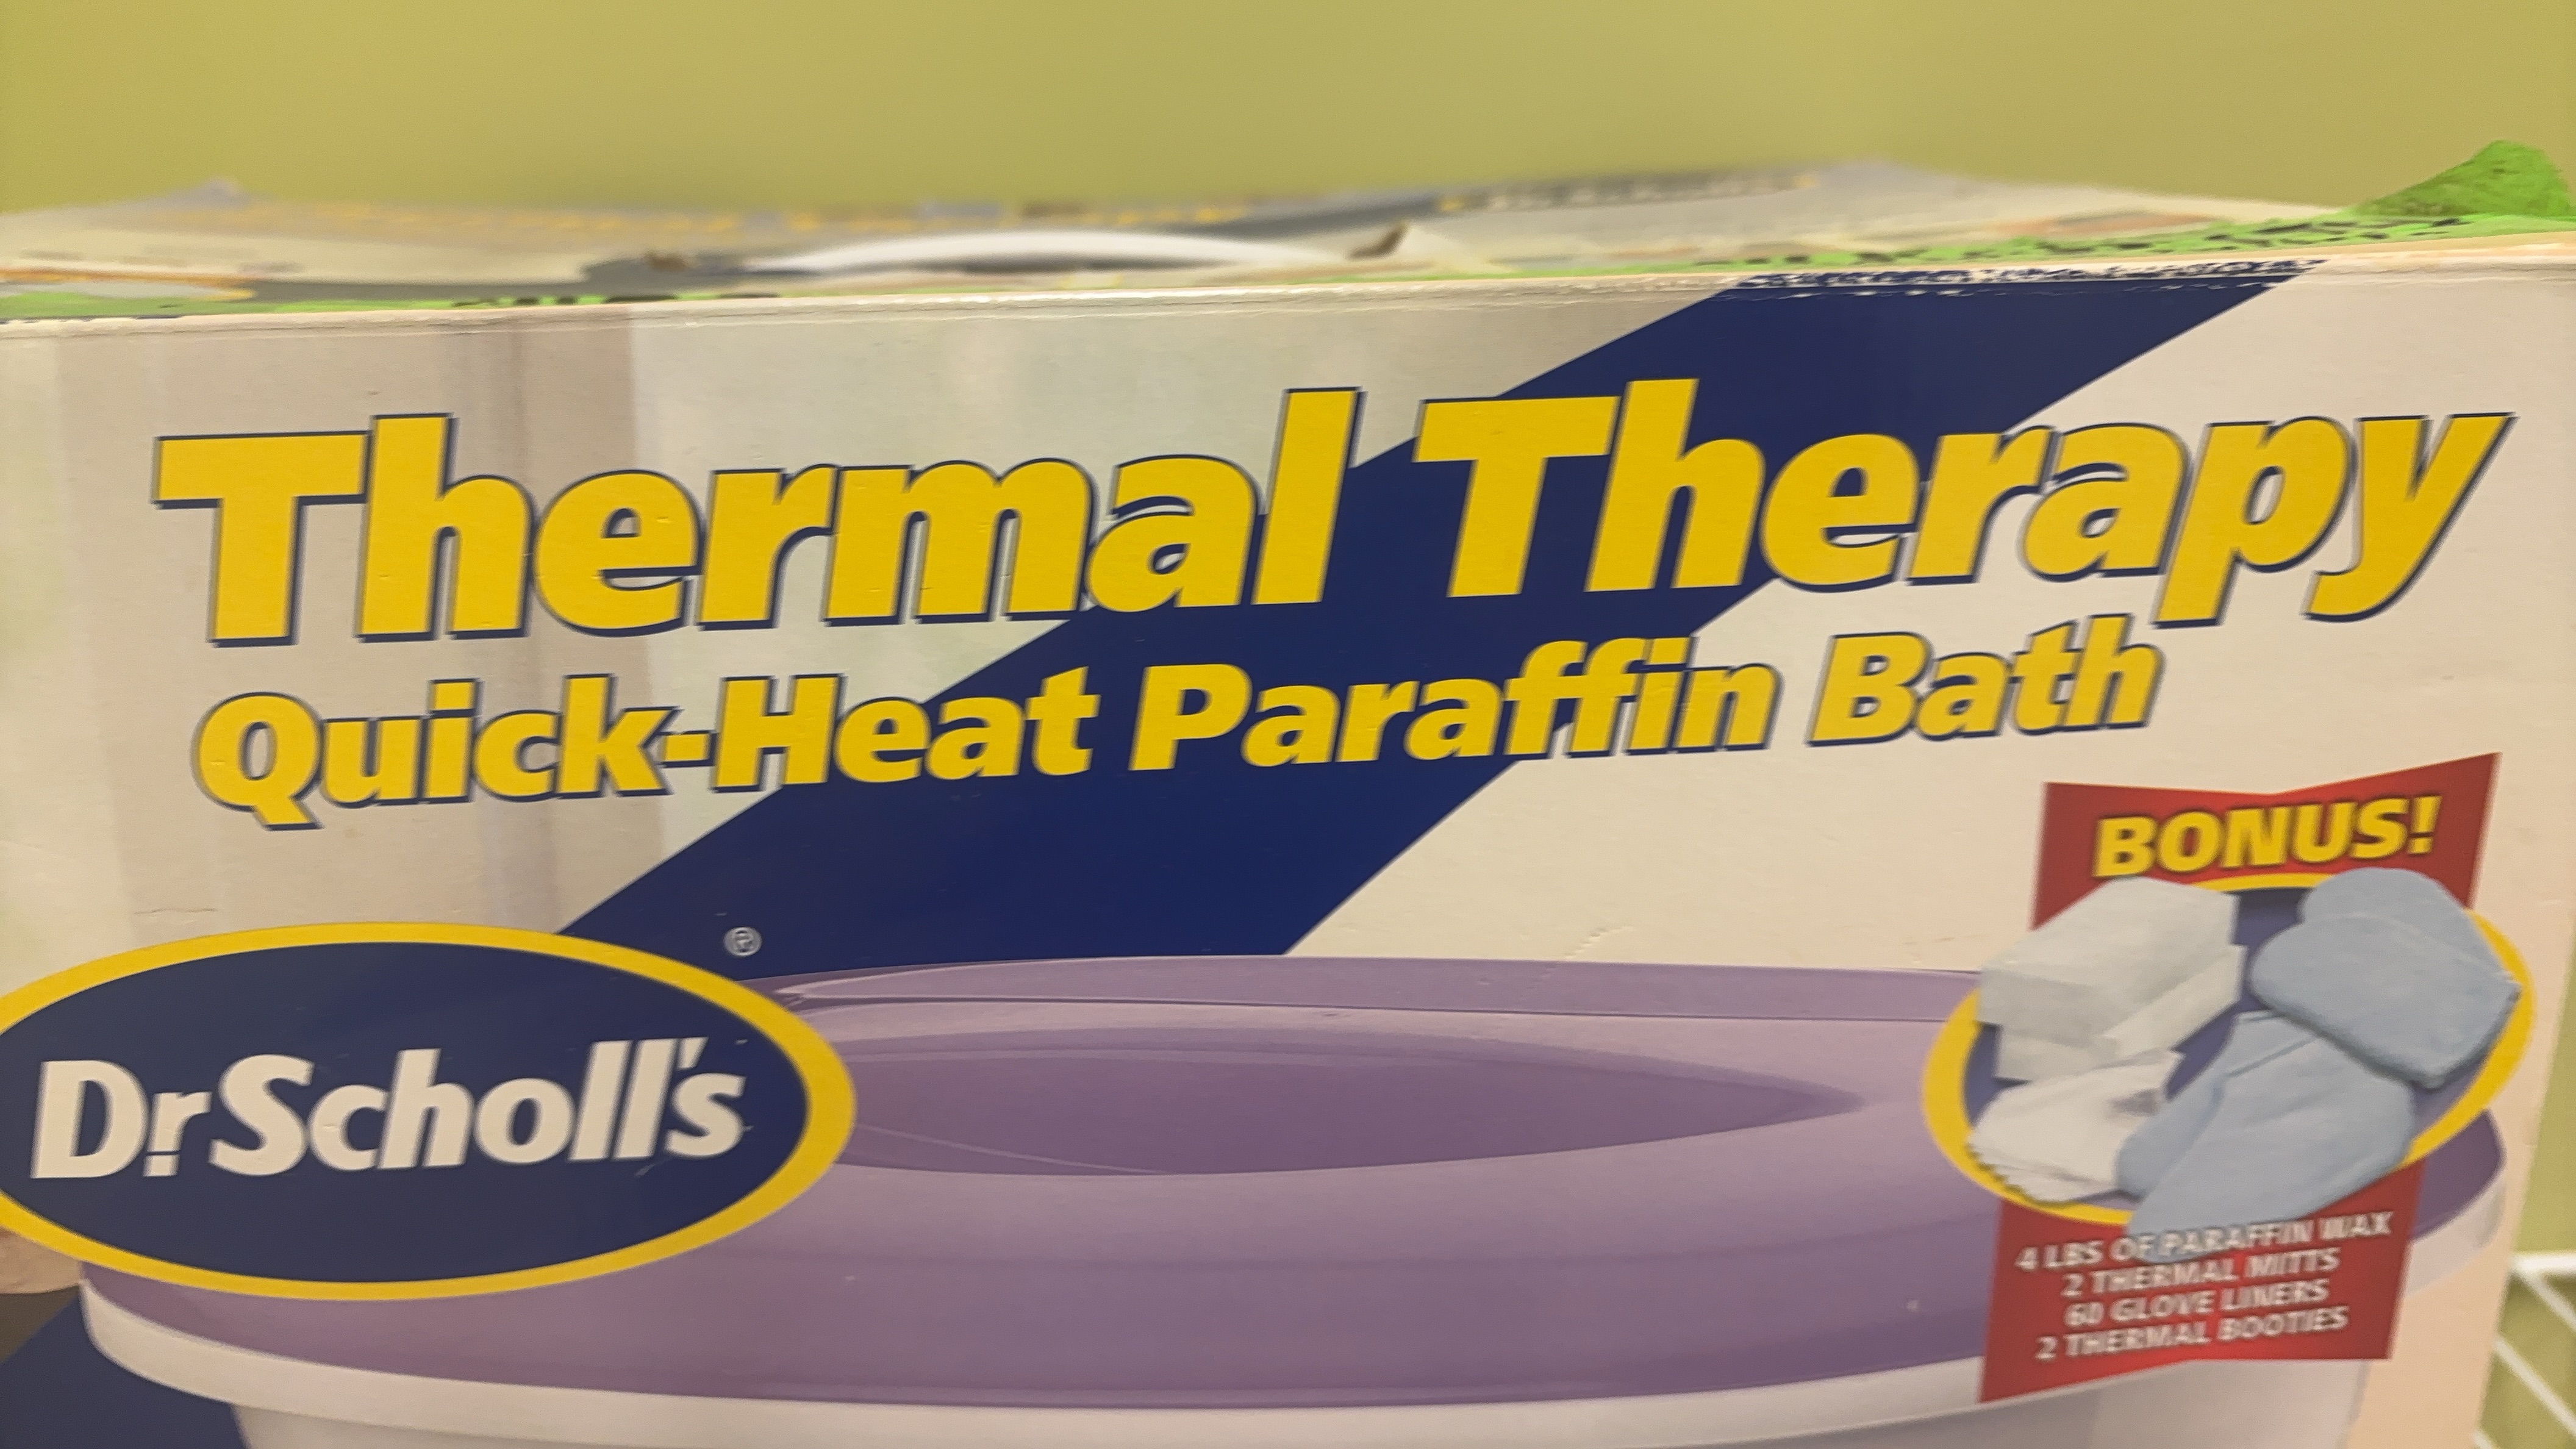 Thermal Therapy
Quick-Heat Paraffin Bath
BONUS!
®
Dr.Scholl's
4 LBS OF PARAFFIN WAX
2 THERMAL MITTS
60 GLOVE LINERS
2 THERMAL BOOTIES